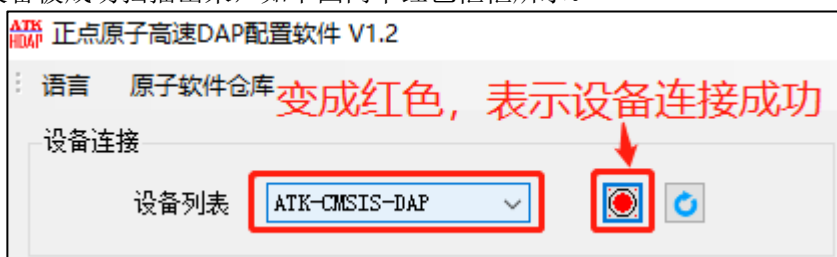 正点原子高速DAP配置软件 V1.2
语言 原子软件仓库
变成红色，表示设备连接成功
设备连接
设备列表 ATK-CMSIS-DAP